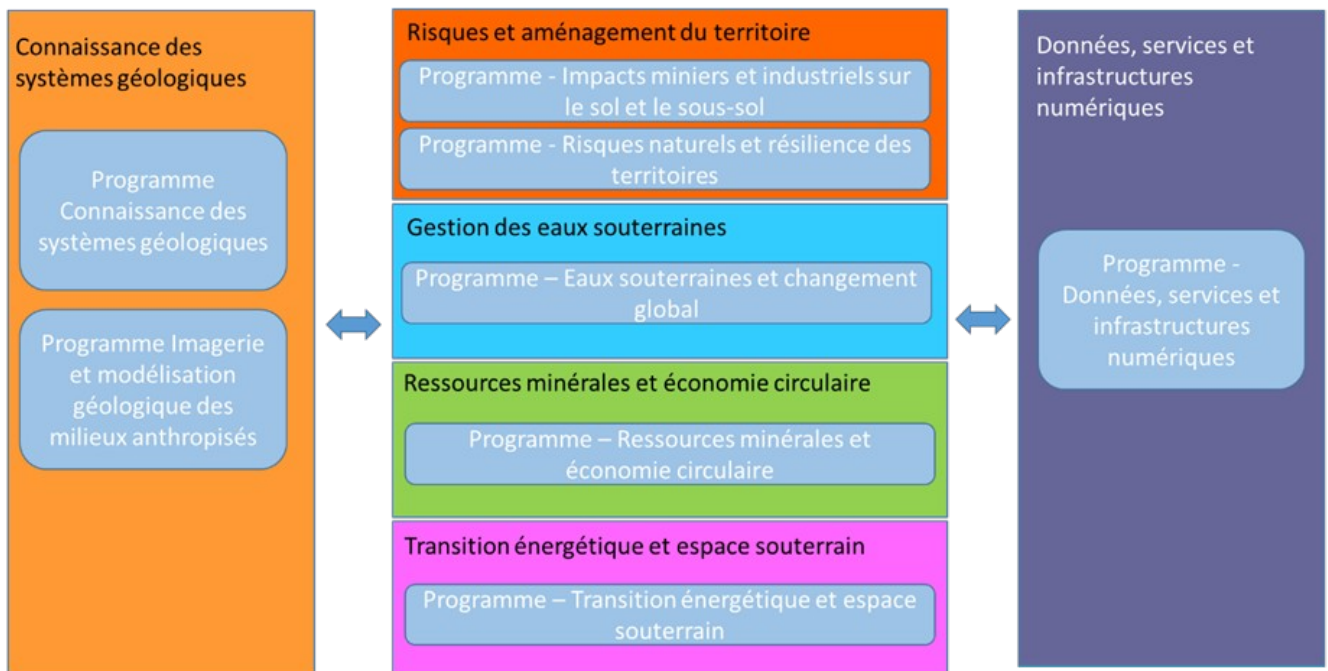 Connaissance des
systèmes géologiques
Programme
Connaissance des
systèmes géologiques
Programme Imagerie
et modélisation
géologique des
milieux anthropisés
Risques et aménagement du territoire
Programme - Impacts miniers et industriels sur
le sol et le sous-sol
Programme - Risques naturels et résilience des
territoires
Gestion des eaux souterraines
Programme – Eaux souterraines et changement
global
Ressources minérales et économie circulaire
Programme – Ressources minérales et
économie circulaire
Transition énergétique et espace souterrain
Programme – Transition énergétique et espace
souterrain
Données, services et
infrastructures
numériques
Programme -
Données, services et
infrastructures
numériques